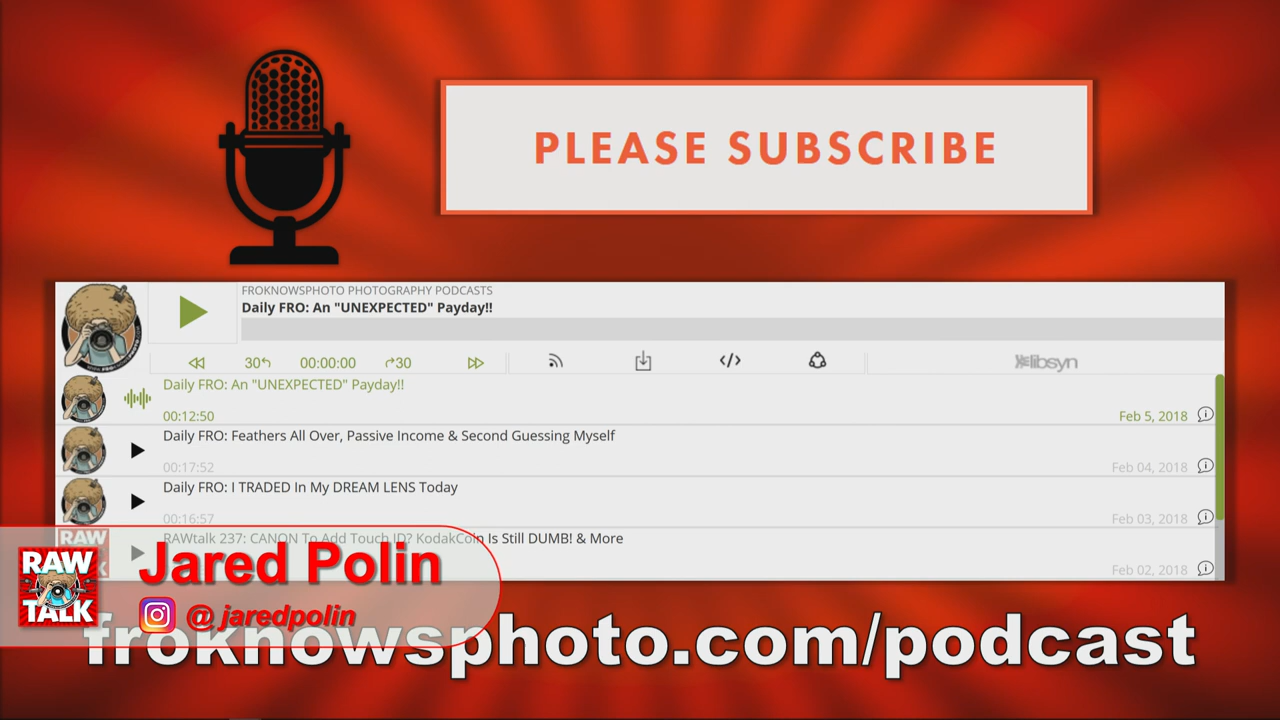 PLEASE SUBSCRIBE
FROKNOWSPHOTO PHOTOGRAPHY PODCASTS
Daily FRO: An "UNEXPECTED" Payday!!
30 00:00:00 30
libsyn
Daily FRO: An "UNEXPECTED" Payday!!
00:12:50 Feb 5, 2018
Daily FRO: Feathers All Over, Passive Income & Second Guessing Myself
00:17:52 Feb 04, 2018
Daily FRO: I TRADED In My DREAM LENS Today
00:16:57 Feb 03, 2018
RAWtalk 237: CANON To Add Touch ID? KodakCoin Is Still DUMB! & More
Feb 02, 2018
RAW
TALK
Jared Polin
@jaredpolin
froknowsphoto.com/podcast